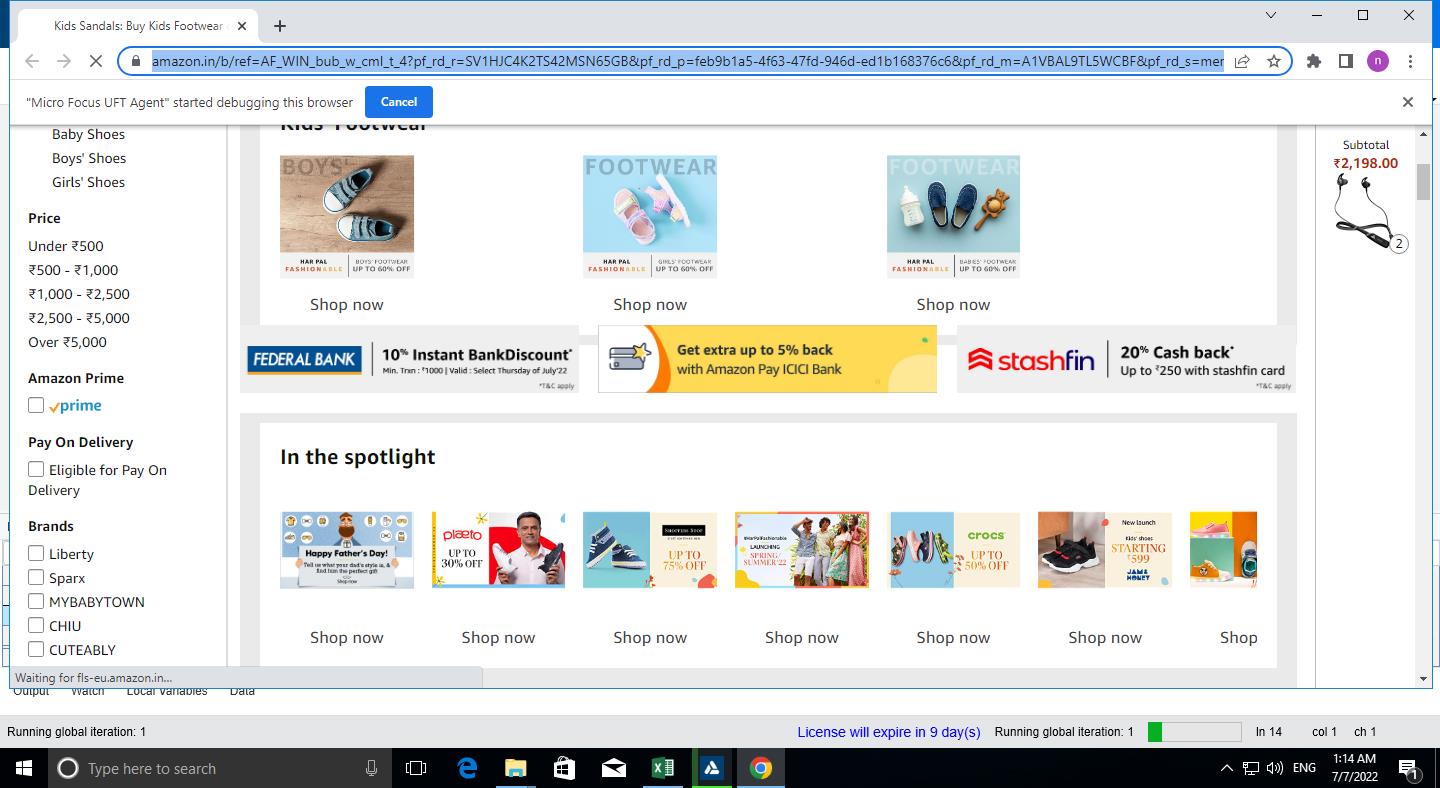 Kids Sandals: Buy Kids Footwear
amazon.in/b/ref=AF_WIN_bub_w_cml_t_4?pf_rd_r=SV1HJC4K2TS42MSN65GB&pf_rd_p=feb9b1a5-4f63-47fd-946d-ed1b168376c6&pf_rd_m=A1VBAL9TL5WCBF&pf_rd_s=mer
n
"Micro Focus UFT Agent" started debugging this browser
Cancel
Baby Shoes
Boys' Shoes
Girls' Shoes
Price
Under ₹500
₹500 - ₹1,000
₹1,000 - ₹2,500
₹2,500 - ₹5,000
Over ₹5,000
Amazon Prime
prime
Pay On Delivery
Eligible for Pay On
Delivery
Brands
Liberty
Sparx
MYBABYTOWN
CHIU
CUTEABLY
Kids' Footwear
BOYS'
HAR PAL
FASHIONABLE
BOYS' FOOTWEAR
UP TO 60% OFF
Shop now
FOOTWEAR
HAR PAL
FASHIONABLE
GIRLS' FOOTWEAR
UP TO 60% OFF
Shop now
FOOTWEAR
HAR PAL
FASHIONABLE
BABIES' FOOTWEAR
UP TO 60% OFF
Shop now
FEDERAL BANK
10% Instant BankDiscount*
Min. Trxn : ₹1000 | Valid : Select Thursday of July'22
*T&C apply
Get extra up to 5% back
with Amazon Pay ICICI Bank
stashfin
20% Cash back*
Up to ₹250 with stashfin card
*T&C apply
In the spotlight
Happy Father's Day!
Tell us what your dad's style is, &
find him the perfect gift
Shop now
Shop now
plaeto
UP TO
30% OFF
Shop now
SHOPPERS STOP
UP TO
75% OFF
Shop now
#HarPalFashionable
LAUNCHING
SPRING/
SUMMER'22
Shop now
crocs
UP TO
50% OFF
Shop now
New launch
Kids' shoes
STARTING
₹599
JAM&
HONEY
Shop now
Shop
Subtotal
₹2,198.00
2
Waiting for fls-eu.amazon.in...
Output
Watch
Local Variables
Data
Running global iteration: 1
License will expire in 9 day(s)
Running global iteration: 1
ln 14
col 1
ch 1
Type here to search
ENG
1:14 AM
7/7/2022
1